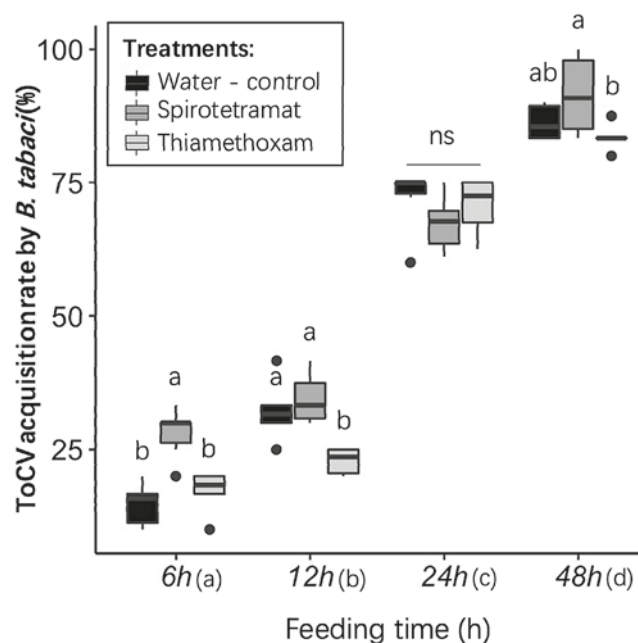 Treatments:
Water - control
Spirotetramat
Thiamethoxam
ToCV acquisition rate by B. tabaci(%)
100
75
50
25
b
a
b
a
a
b
ns
ab
a
b
6h (a)
12h (b)
24h (c)
48h (d)
Feeding time (h)